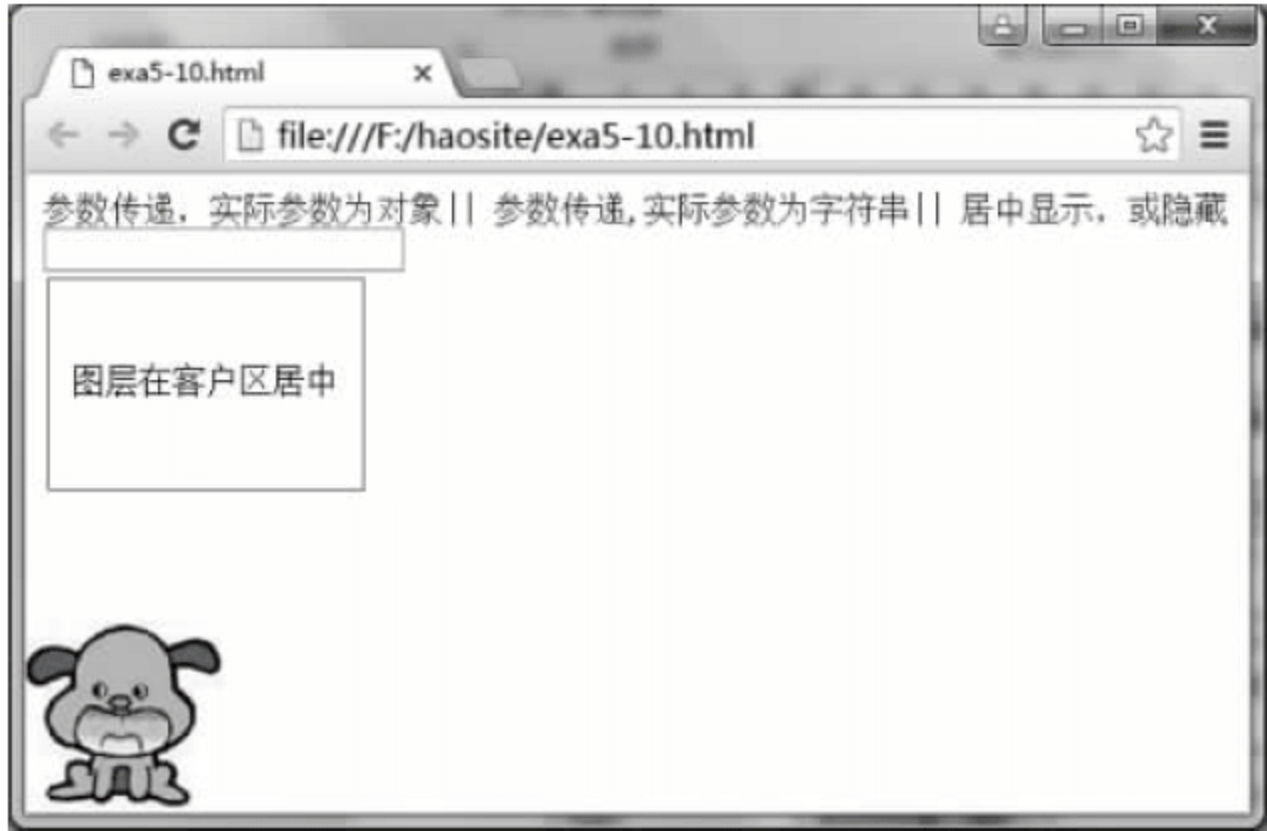 exa5-10.html
file:///F:/haosite/exa5-10.html
参数传递，实际参数为对象|| 参数传递,实际参数为字符串|| 居中显示，或隐藏
图层在客户区居中